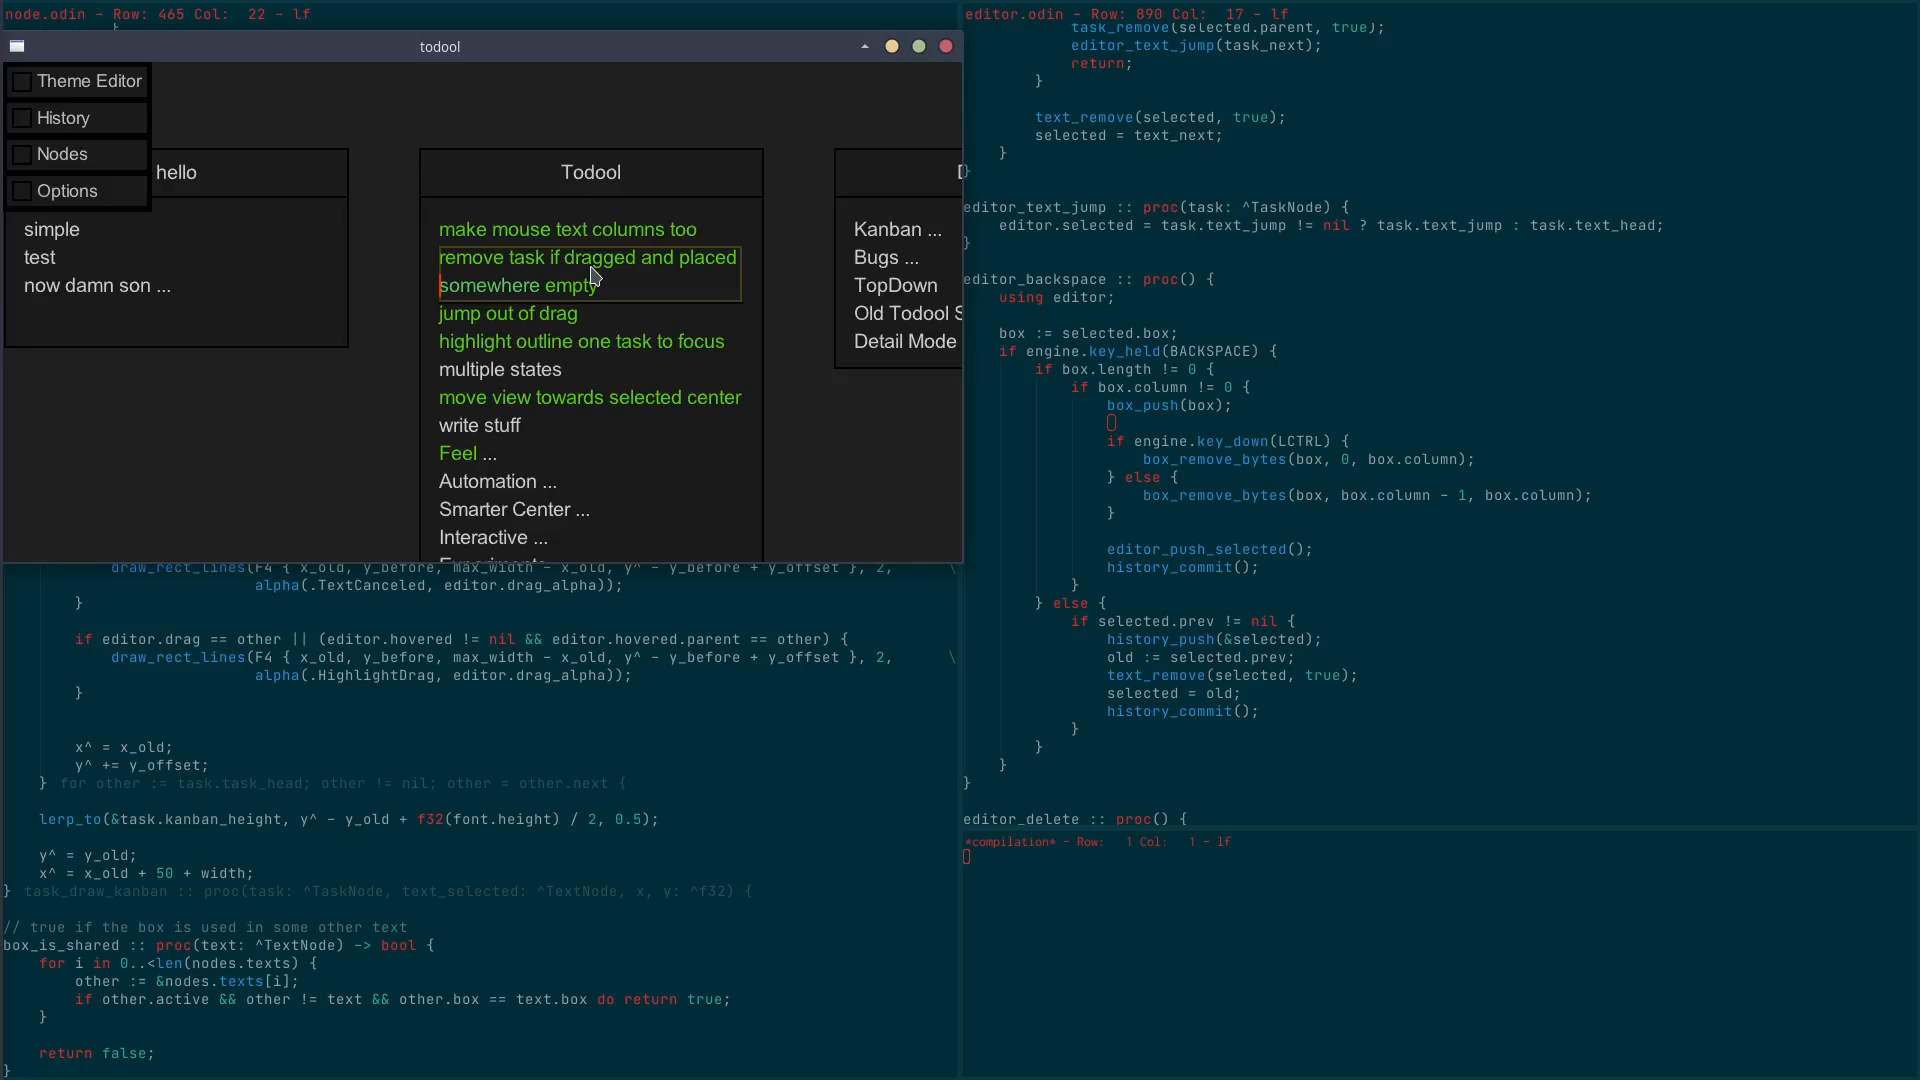 node.odin - Row: 465 Col:  22 - lf
}
todool
Theme Editor
History
Nodes
Options
hello
simple
test
now damn son ...
Todool
make mouse text columns too
remove task if dragged and placed
somewhere empty
jump out of drag
highlight outline one task to focus
multiple states
move view towards selected center
write stuff
Feel ...
Automation ...
Smarter Center ...
Interactive ...
Kanban ...
Bugs ...
TopDown
Old Todool S
Detail Mode
draw_rect_lines(F4 { x_old, y_before, max_width - x_old, y^ - y_before + y_offset }, 2, \
alpha(.TextCanceled, editor.drag_alpha));
}
if editor.drag == other || (editor.hovered != nil && editor.hovered.parent == other) {
draw_rect_lines(F4 { x_old, y_before, max_width - x_old, y^ - y_before + y_offset }, 2, \
alpha(.HighlightDrag, editor.drag_alpha));
}
x^ = x_old;
y^ += y_offset;
} for other := task.task_head; other != nil; other = other.next {
lerp_to(&task.kanban_height, y^ - y_old + f32(font.height) / 2, 0.5);
y^ = y_old;
x^ = x_old + 50 + width;
} task_draw_kanban :: proc(task: ^TaskNode, text_selected: ^TextNode, x, y: ^f32) {
// true if the box is used in some other text
box_is_shared :: proc(text: ^TextNode) -> bool {
for i in 0..<len(nodes.texts) {
other := &nodes.texts[i];
if other.active && other != text && other.box == text.box do return true;
}
return false;
}
editor.odin - Row: 890 Col:  17 - lf
task_remove(selected.parent, true);
editor_text_jump(task_next);
return;
}
text_remove(selected, true);
selected = text_next;
}
}
editor_text_jump :: proc(task: ^TaskNode) {
editor.selected = task.text_jump != nil ? task.text_jump : task.text_head;
}
editor_backspace :: proc() {
using editor;
box := selected.box;
if engine.key_held(BACKSPACE) {
if box.length != 0 {
if box.column != 0 {
box_push(box);
if engine.key_down(LCTRL) {
box_remove_bytes(box, 0, box.column);
} else {
box_remove_bytes(box, box.column - 1, box.column);
}
editor_push_selected();
history_commit();
}
} else {
if selected.prev != nil {
history_push(&selected);
old := selected.prev;
text_remove(selected, true);
selected = old;
history_commit();
}
}
}
}
editor_delete :: proc() {
*compilation* - Row:   1 Col:   1 - lf